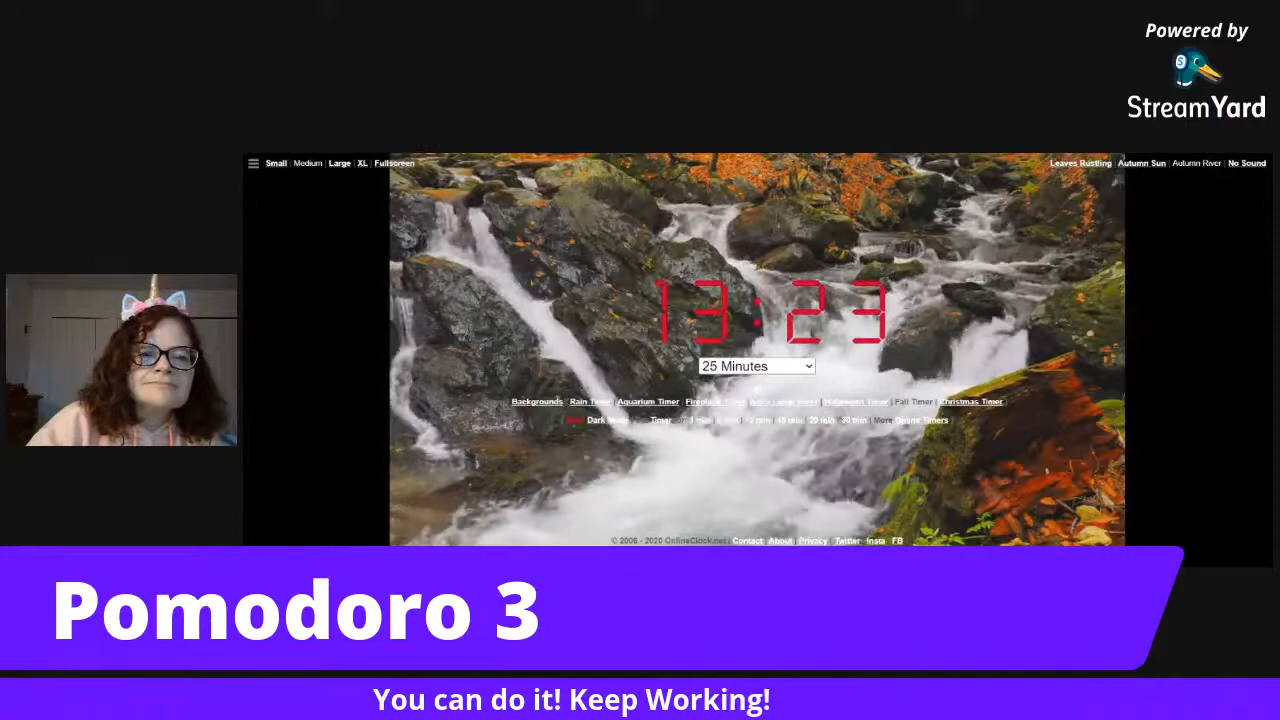 Powered by
StreamYard
Small | Medium | Large | XL | Fullscreen
Leaves Rustling | Autumn Sun | Autumn River | No Sound
13:23
25 Minutes
Backgrounds | Rain Timer | Aquarium Timer | Fireplace Timer | Halloween Timer | Fall Timer | Christmas Timer
Dark Mode Timer 20 min | 30 min | More Online Timers
© 2006 - 2020 OnlineClock.net | Contact | About | Privacy | Twitter | Insta | FB
Pomodoro 3
You can do it! Keep Working!